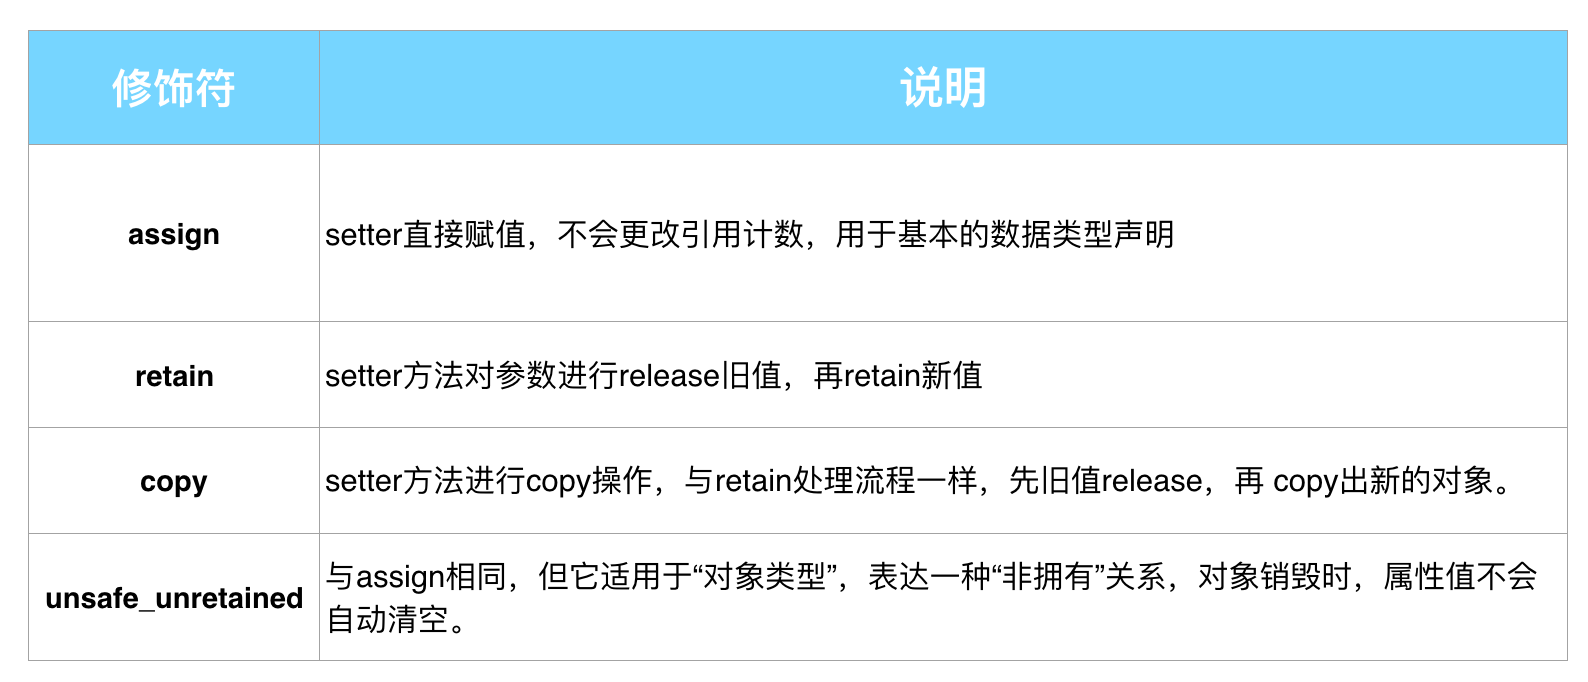 修饰符
说明
assign
setter直接赋值，不会更改引用计数，用于基本的数据类型声明
retain
setter方法对参数进行release旧值，再retain新值
copy
setter方法进行copy操作，与retain处理流程一样，先旧值release，再 copy出新的对象。
unsafe_unretained
与assign相同，但它适用于“对象类型”，表达一种“非拥有”关系，对象销毁时，属性值不会
自动清空。